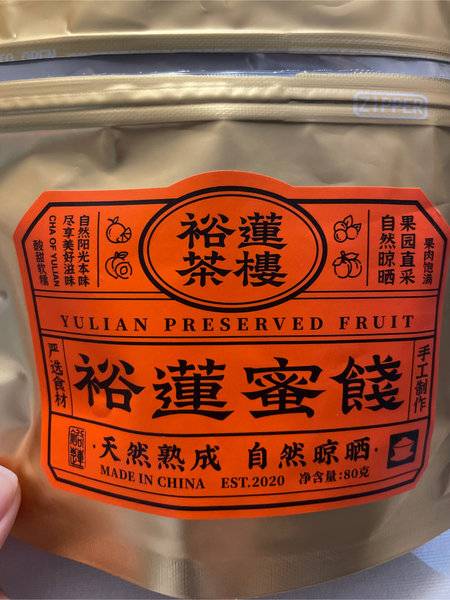 ZIPPER
裕蓮
茶樓
自然阳光本味
尽享美好滋味
CHA OF YULIAN
酸甜软糯
果肉饱满
果园直采
自然晾晒
YULIAN PRESERVED FRUIT
严选食材
裕蓮蜜餞
手工制作
·天然熟成 自然晾晒·
MADE IN CHINA EST.2020 净含量:80克